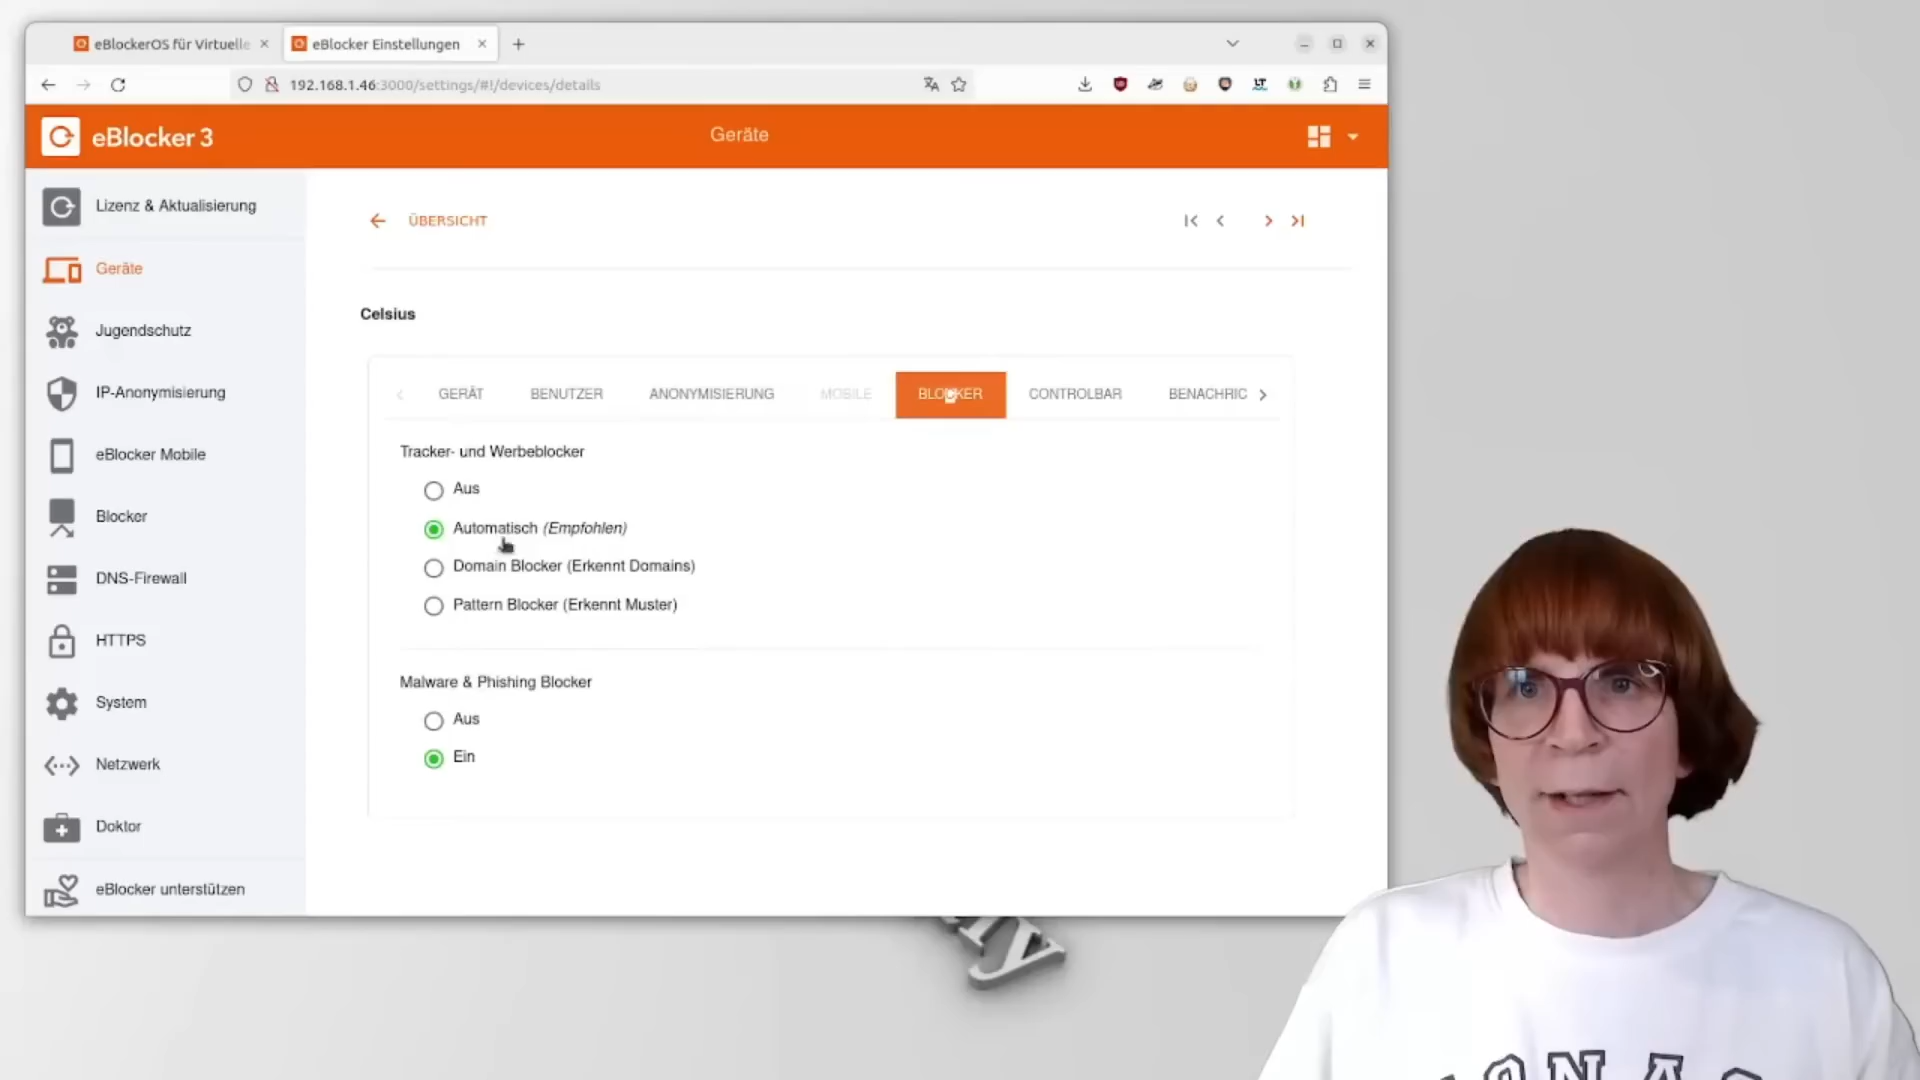 eBlockerOS für Virtuelle
eBlocker Einstellungen
192.168.1.46:3000/settings/#!/devices/details
LT
eBlocker 3
Geräte
Lizenz & Aktualisierung
Geräte
Jugendschutz
IP-Anonymisierung
eBlocker Mobile
Blocker
DNS-Firewall
HTTPS
System
Netzwerk
Doktor
eBlocker unterstützen
ÜBERSICHT
Celsius
GERÄT
BENUTZER
ANONYMISIERUNG
MOBILE
BLOCKER
CONTROLBAR
BENACHRIC
Tracker- und Werbeblocker
Aus
Automatisch (Empfohlen)
Domain Blocker (Erkennt Domains)
Pattern Blocker (Erkennt Muster)
Malware & Phishing Blocker
Aus
Ein